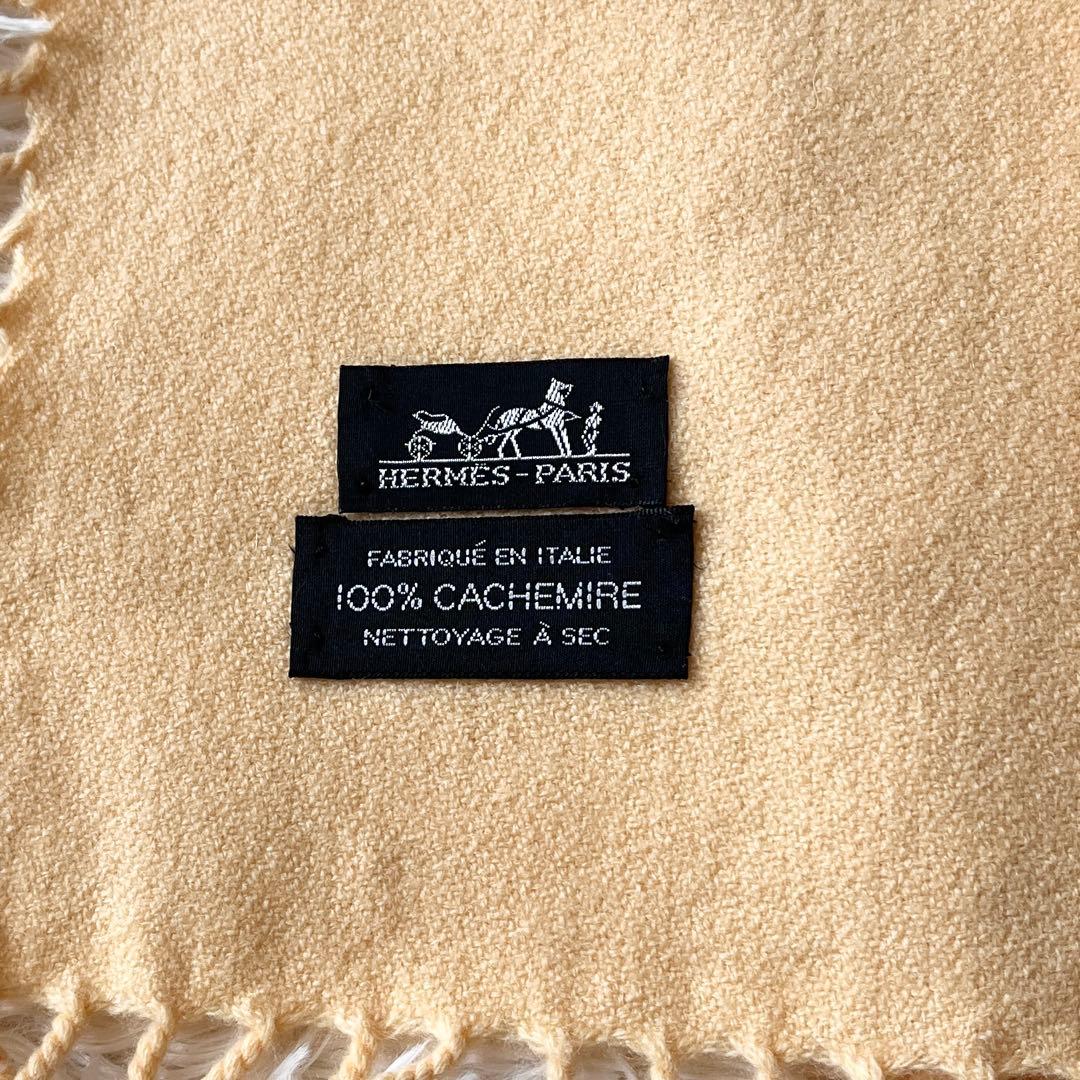 HERMÈS-PARIS
FABRIQUÉ EN ITALIE
100% CACHEMIRE
NETTOYAGE À SEC